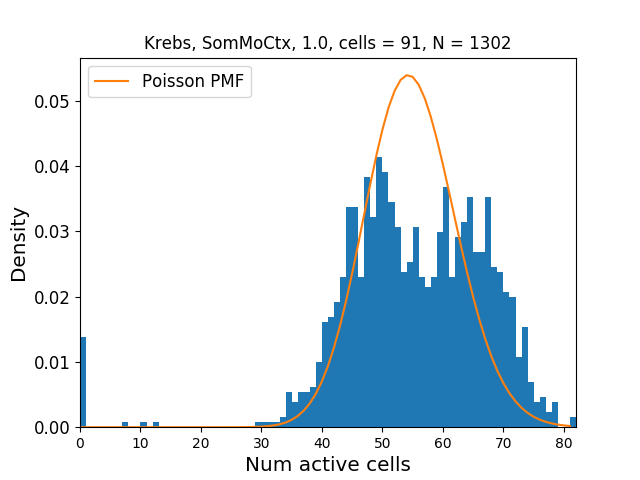 Krebs, SomMoCtx, 1.0, cells = 91, N = 1302
Poisson PMF
0.05
0.04
0.03
0.02
0.01
0.00
Density
0 10 20 30 40 50 60 70 80
Num active cells